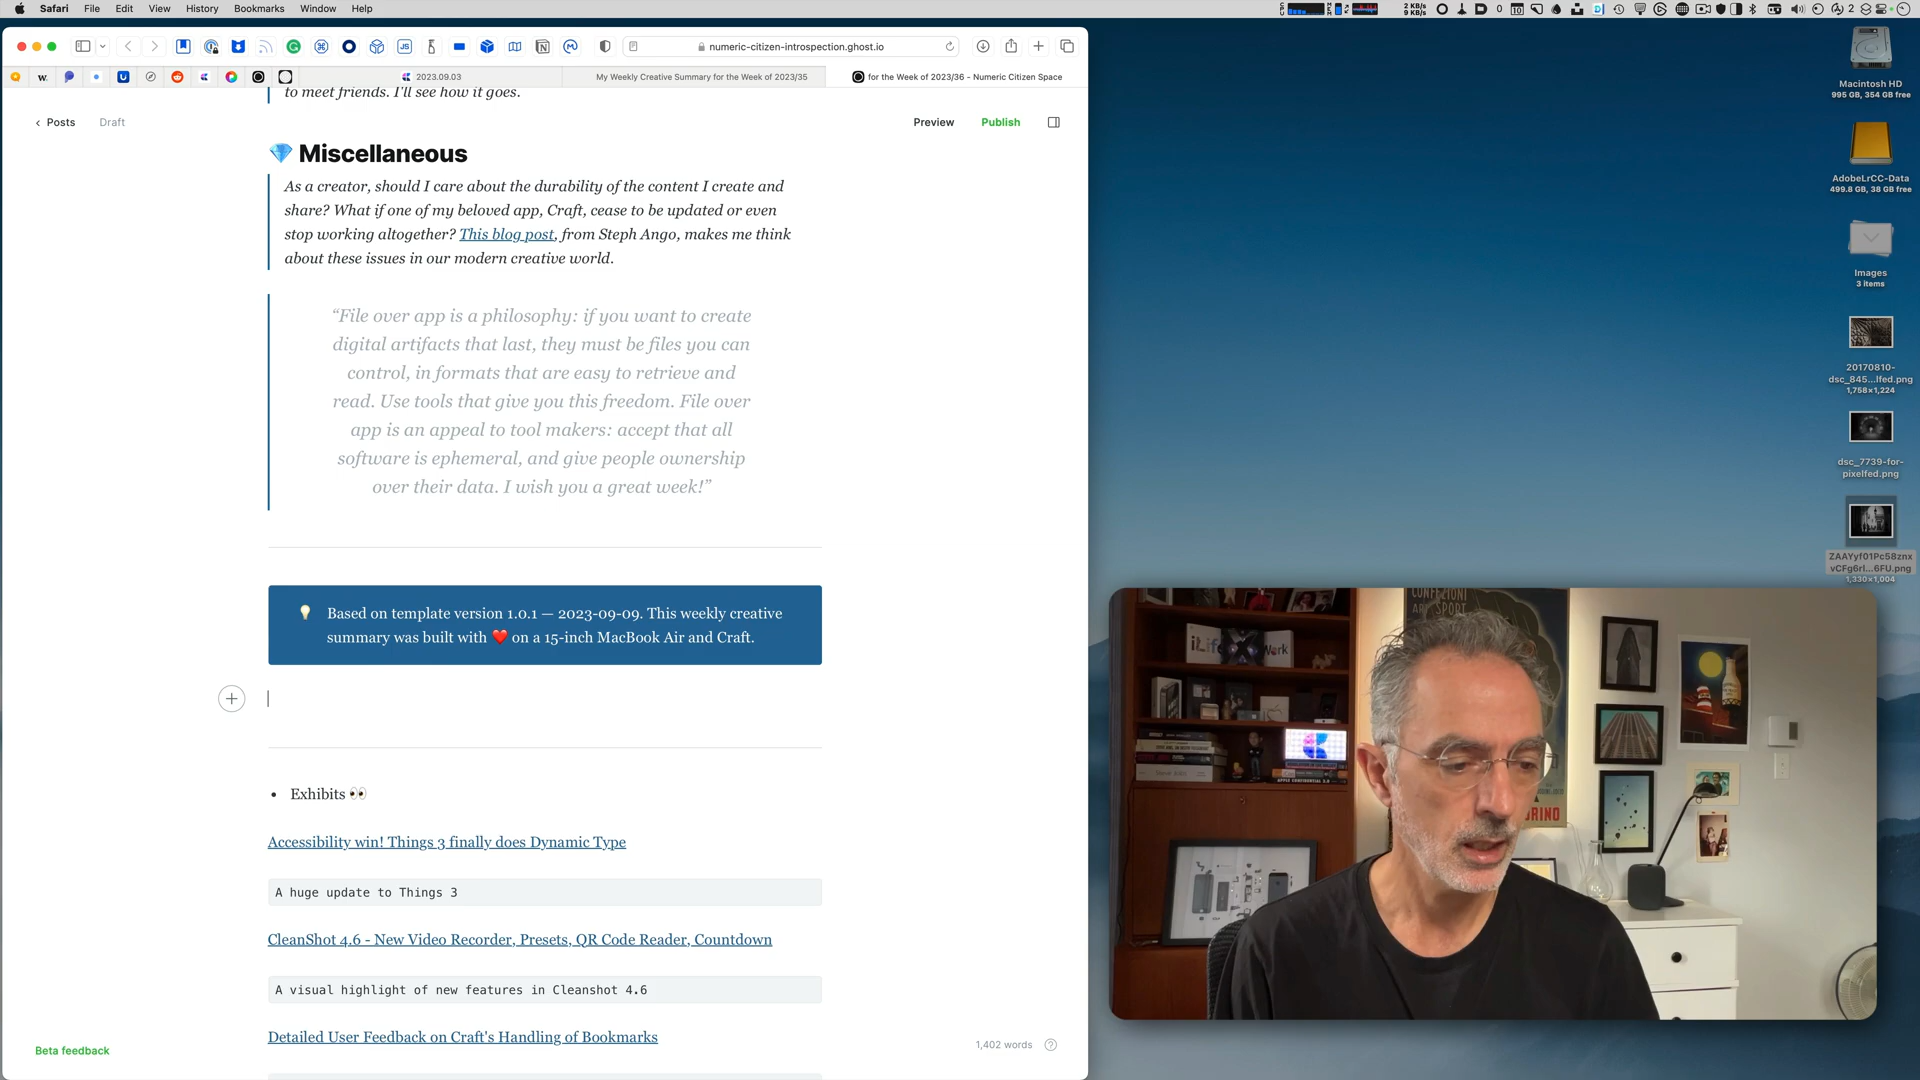 Safari File Edit View History Bookmarks Window Help
2 KB/s
9 KB/s
0
10
2
numeric-citizen-introspection.ghost.io
2023.09.03
My Weekly Creative Summary for the Week of 2023/35
for the Week of 2023/36 - Numeric Citizen Space
to meet friends. I'll see how it goes.
Posts
Draft
Preview
Publish
💎 Miscellaneous
As a creator, should I care about the durability of the content I create and
share? What if one of my beloved app, Craft, cease to be updated or even
stop working altogether? This blog post, from Steph Ango, makes me think
about these issues in our modern creative world.
“File over app is a philosophy: if you want to create
digital artifacts that last, they must be files you can
control, in formats that are easy to retrieve and
read. Use tools that give you this freedom. File over
app is an appeal to tool makers: accept that all
software is ephemeral, and give people ownership
over their data. I wish you a great week!”
💡 Based on template version 1.0.1 — 2023-09-09. This weekly creative
summary was built with ❤️ on a 15-inch MacBook Air and Craft.
• Exhibits 👀
Accessibility win! Things 3 finally does Dynamic Type
A huge update to Things 3
CleanShot 4.6 - New Video Recorder, Presets, QR Code Reader, Countdown
A visual highlight of new features in Cleanshot 4.6
Detailed User Feedback on Craft's Handling of Bookmarks
1,402 words
Beta feedback
Macintosh HD
995 GB, 354 GB free
AdobeLrCC-Data
499.8 GB, 38 GB free
Images
3 items
20170810-
dsc_845...lfed.png
1,758×1,224
dsc_7739-for-
pixelfed.png
ZAAYyf01Pc58znx
vCFg6rI...6FU.png
1,330×1,004
CONFEZIONI
SPORT